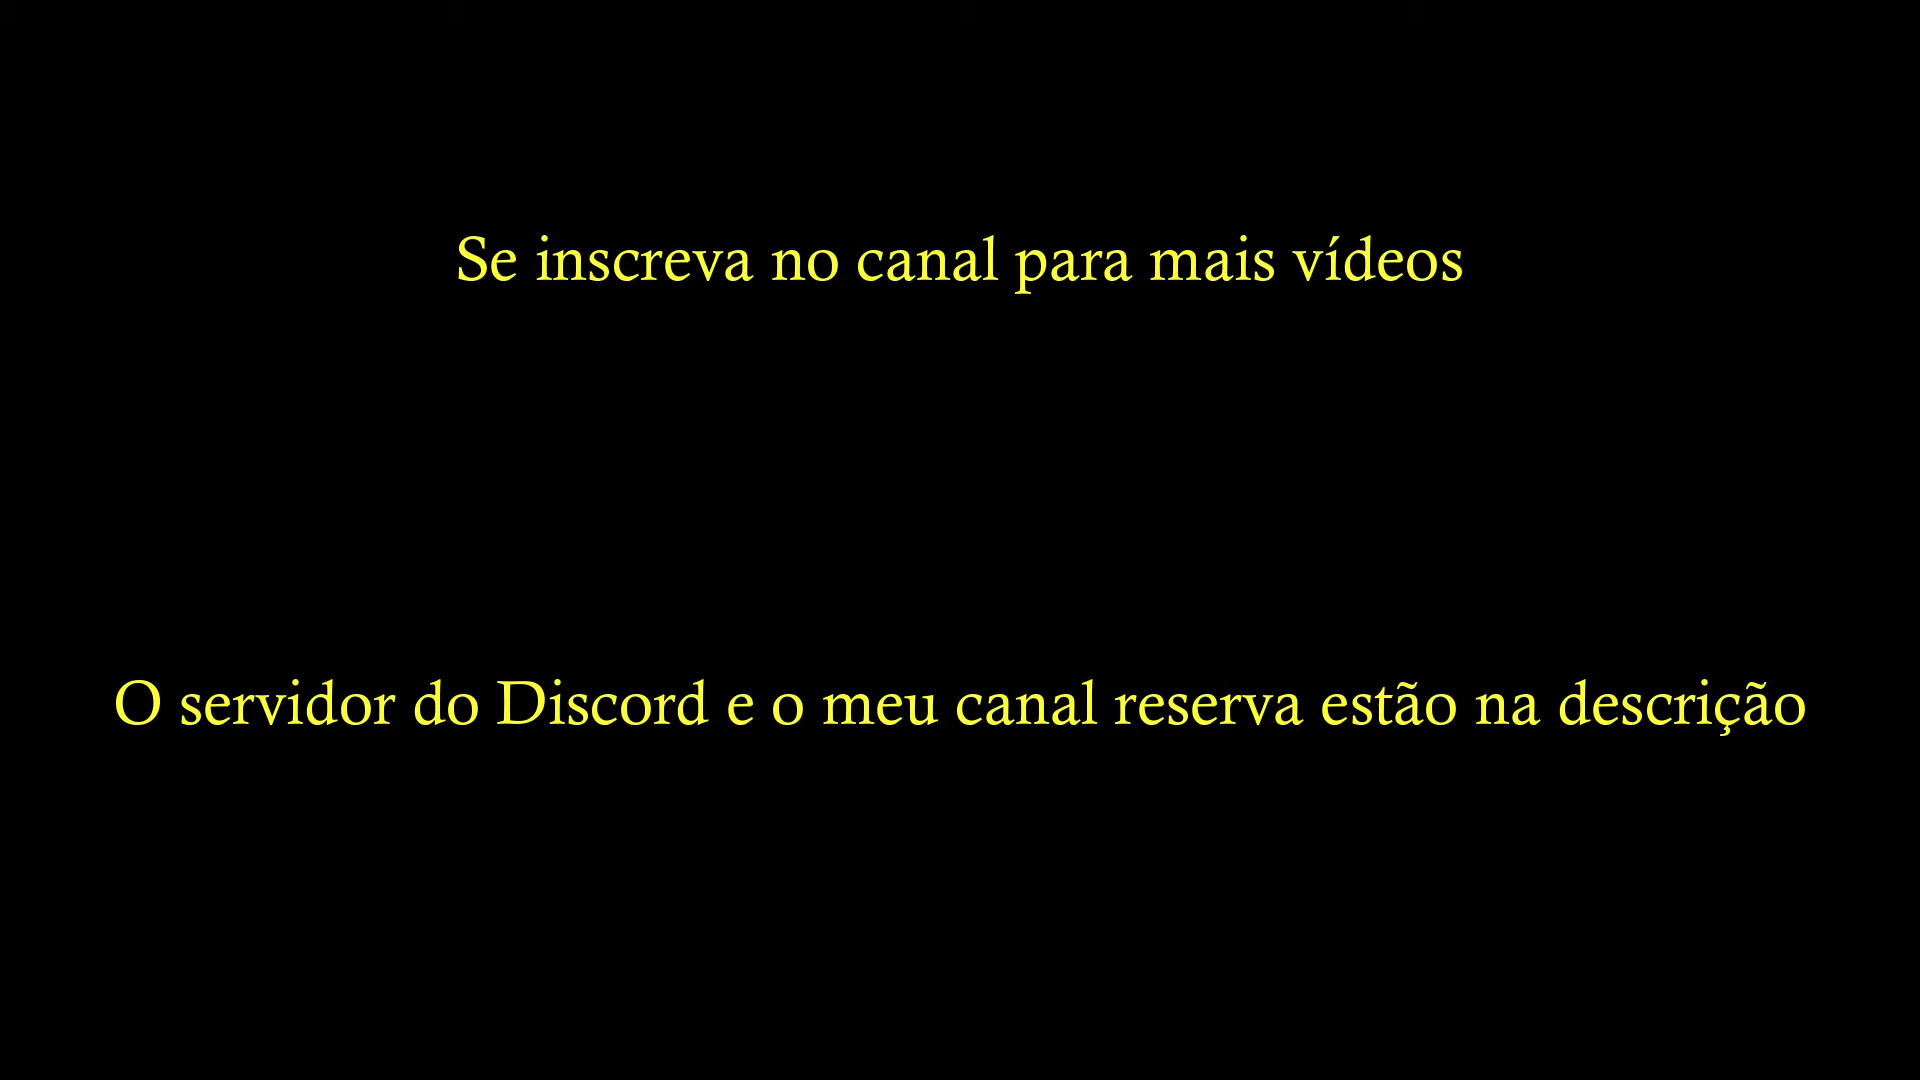 Se inscreva no canal para mais vídeos
O servidor do Discord e o meu canal reserva estão na descrição